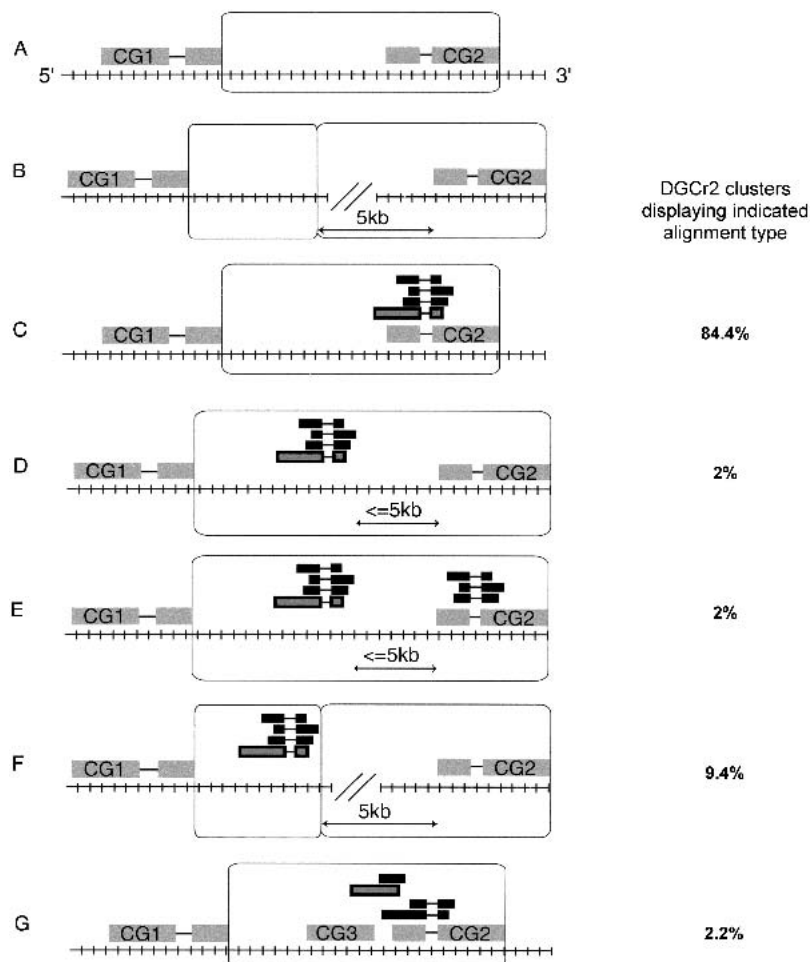 A
CG1
CG2
5'
3'
B
CG1
CG2
5kb
DGCr2 clusters
displaying indicated
alignment type
C
CG1
CG2
84.4%
D
CG1
CG2
2%
<=5kb
E
CG1
CG2
2%
<=5kb
F
CG1
CG2
9.4%
5kb
G
CG1
CG3
CG2
2.2%